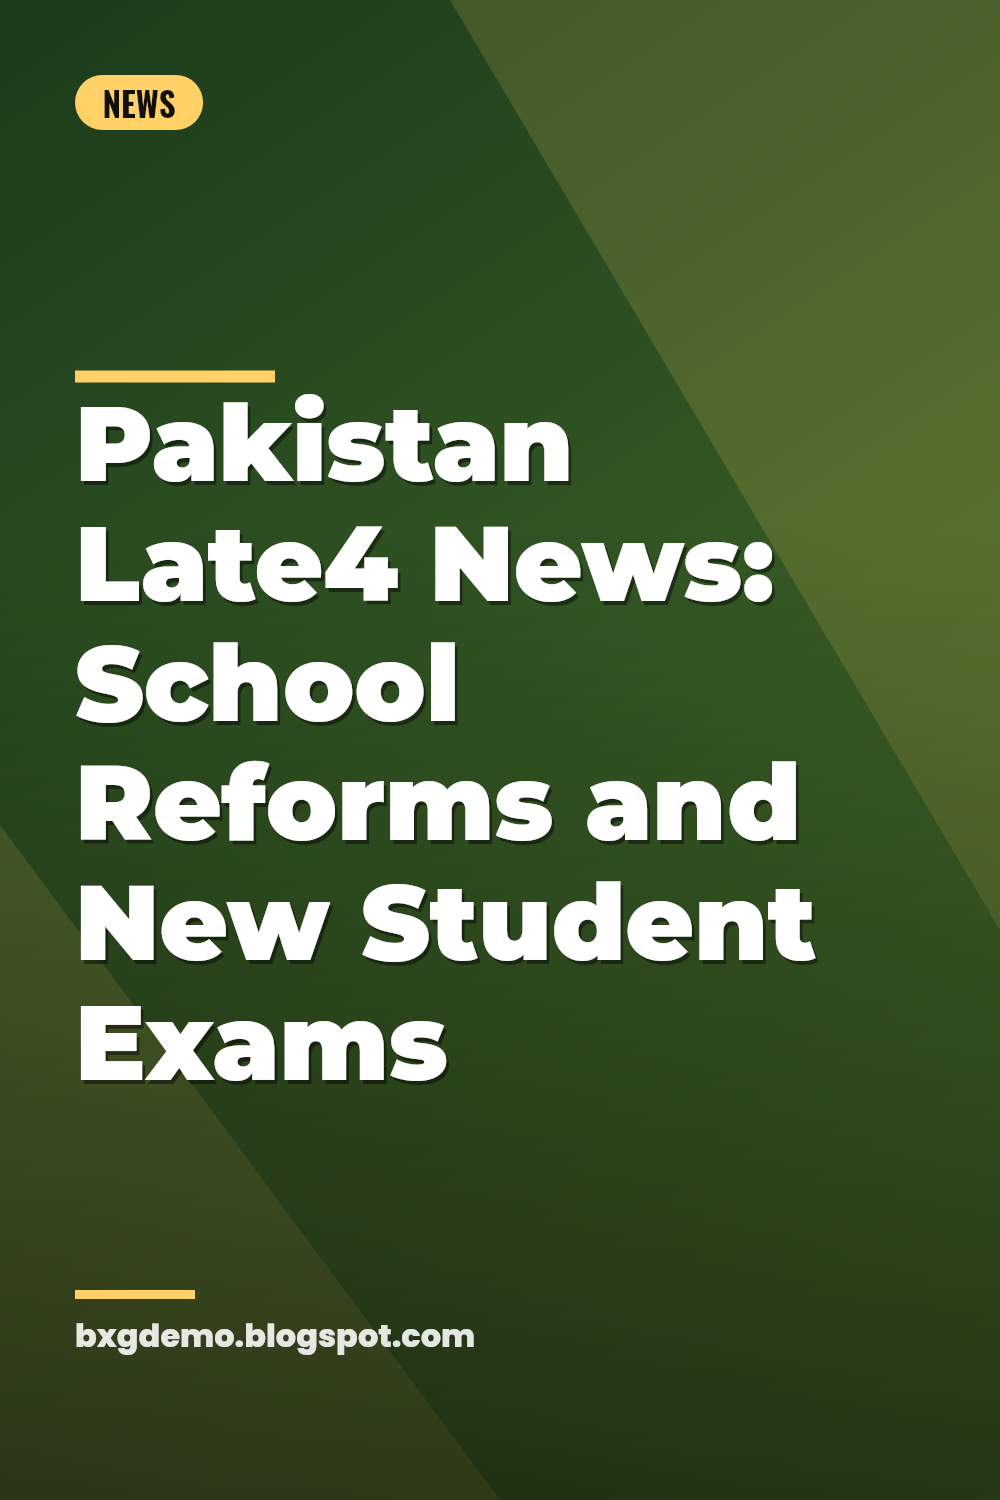 NEWS
Pakistan
Late4 News:
School
Reforms and
New Student
Exams
bxgdemo.blogspot.com